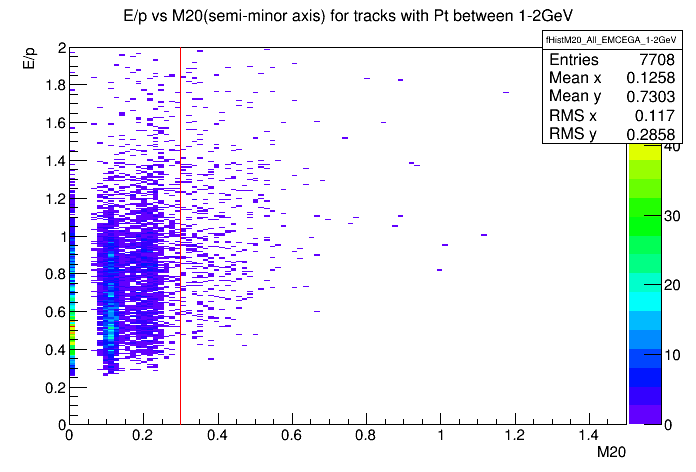 E/p vs M20(semi-minor axis) for tracks with Pt between 1-2GeV
fHistM20_All_EMCEGA_1-2GeV
Entries 7708
Mean x 0.1258
Mean y 0.7303
RMS x 0.117
RMS y 0.2858
E/p
2
1.8
1.6
1.4
1.2
1
0.8
0.6
0.4
0.2
0
0 0.2 0.4 0.6 0.8 1 1.2 1.4
M20
40
30
20
10
0